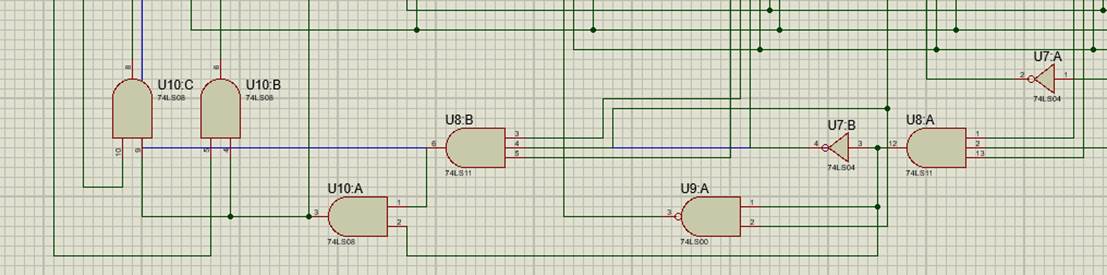 U7:A
2 1
74LS04
8 U10:C
74LS08
6 U10:B
74LS08
10 9 5 4
U8:B
6 3
4
5
74LS11
U7:B
4 3
74LS04
U8:A
12 1
2
13
74LS11
U10:A
3 1
2
74LS08
U9:A
3 1
2
74LS00